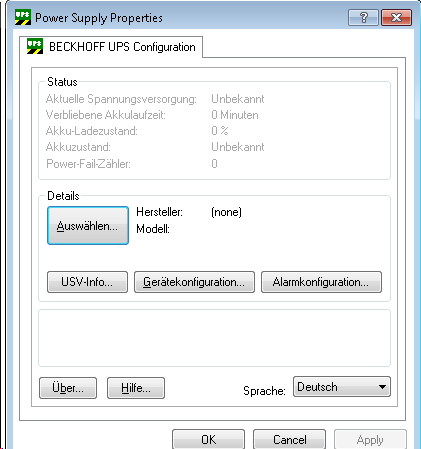 Power Supply Properties
BECKHOFF UPS Configuration
Status
Aktuelle Spannungsversorgung: Unbekannt
Verbliebene Akkulaufzeit: 0 Minuten
Akku-Ladezustand: 0 %
Akkuzustand: Unbekannt
Power-Fail-Zähler: 0
Details
Auswählen...
Hersteller: (none)
Modell:
USV-Info... Gerätekonfiguration... Alarmkonfiguration...
Über... Hilfe... Sprache: Deutsch
OK Cancel Apply